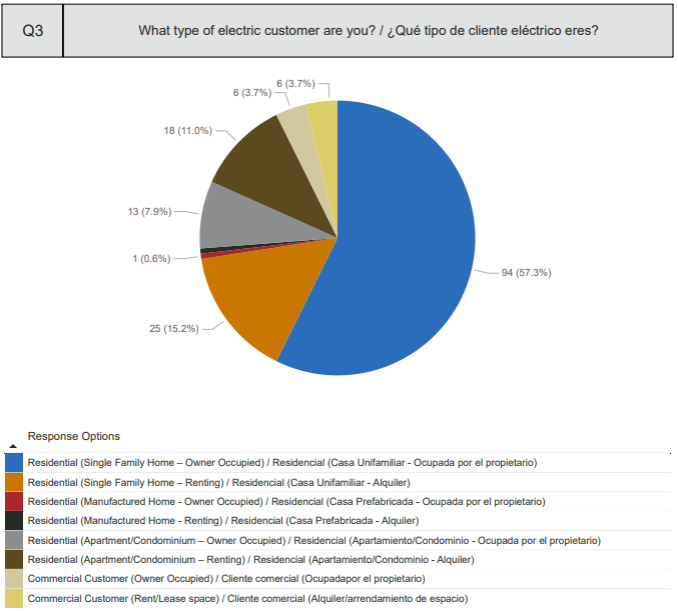 Q3
What type of electric customer are you? / ¿Qué tipo de cliente eléctrico eres?
6 (3.7%)
6 (3.7%)
18 (11.0%)
13 (7.9%)
1 (0.6%)
94 (57.3%)
25 (15.2%)
Response Options
Residential (Single Family Home – Owner Occupied) / Residencial (Casa Unifamiliar - Ocupada por el propietario)
Residential (Single Family Home – Renting) / Residencial (Casa Unifamiliar - Alquiler)
Residential (Manufactured Home - Owner Occupied) / Residencial (Casa Prefabricada - Ocupada por el propietario)
Residential (Manufactured Home - Renting) / Residencial (Casa Prefabricada - Alquiler)
Residential (Apartment/Condominium – Owner Occupied) / Residencial (Apartamiento/Condominio - Ocupada por el propietario)
Residential (Apartment/Condominium – Renting) / Residencial (Apartamiento/Condominio - Alquiler)
Commercial Customer (Owner Occupied) / Cliente comercial (Ocupadapor el propietario)
Commercial Customer (Rent/Lease space) / Cliente comercial (Alquiler/arrendamiento de espacio)